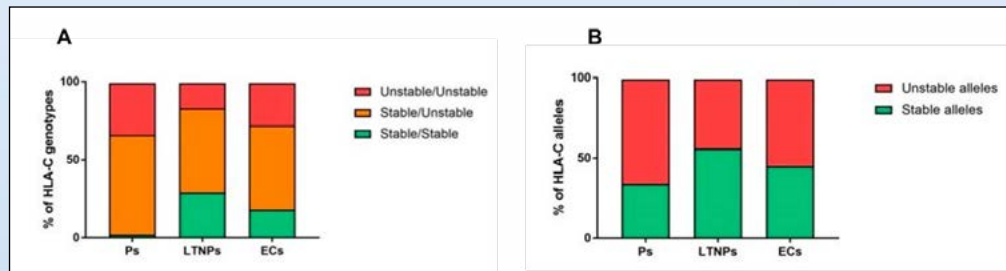 A
% of HLA-C genotypes
100
50
0
Ps
LTNPs
ECs
Unstable/Unstable
Stable/Unstable
Stable/Stable
B
% of HLA-C alleles
100
50
0
Ps
LTNPs
ECs
Unstable alleles
Stable alleles